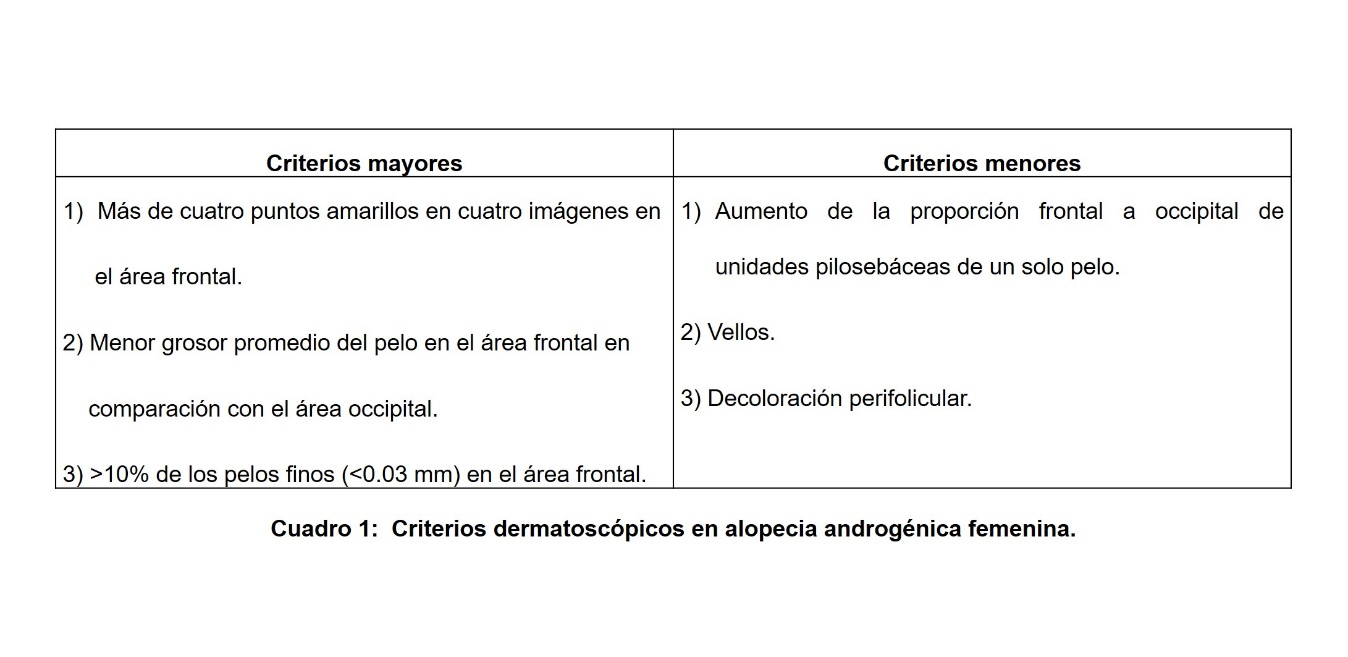 Criterios mayores
Criterios menores
1) Más de cuatro puntos amarillos en cuatro imágenes en
el área frontal.
2) Menor grosor promedio del pelo en el área frontal en
comparación con el área occipital.
3) >10% de los pelos finos (<0.03 mm) en el área frontal.
1) Aumento de la proporción frontal a occipital de
unidades pilosebáceas de un solo pelo.
2) Vellos.
3) Decoloración perifolicular.
Cuadro 1: Criterios dermatoscópicos en alopecia androgénica femenina.